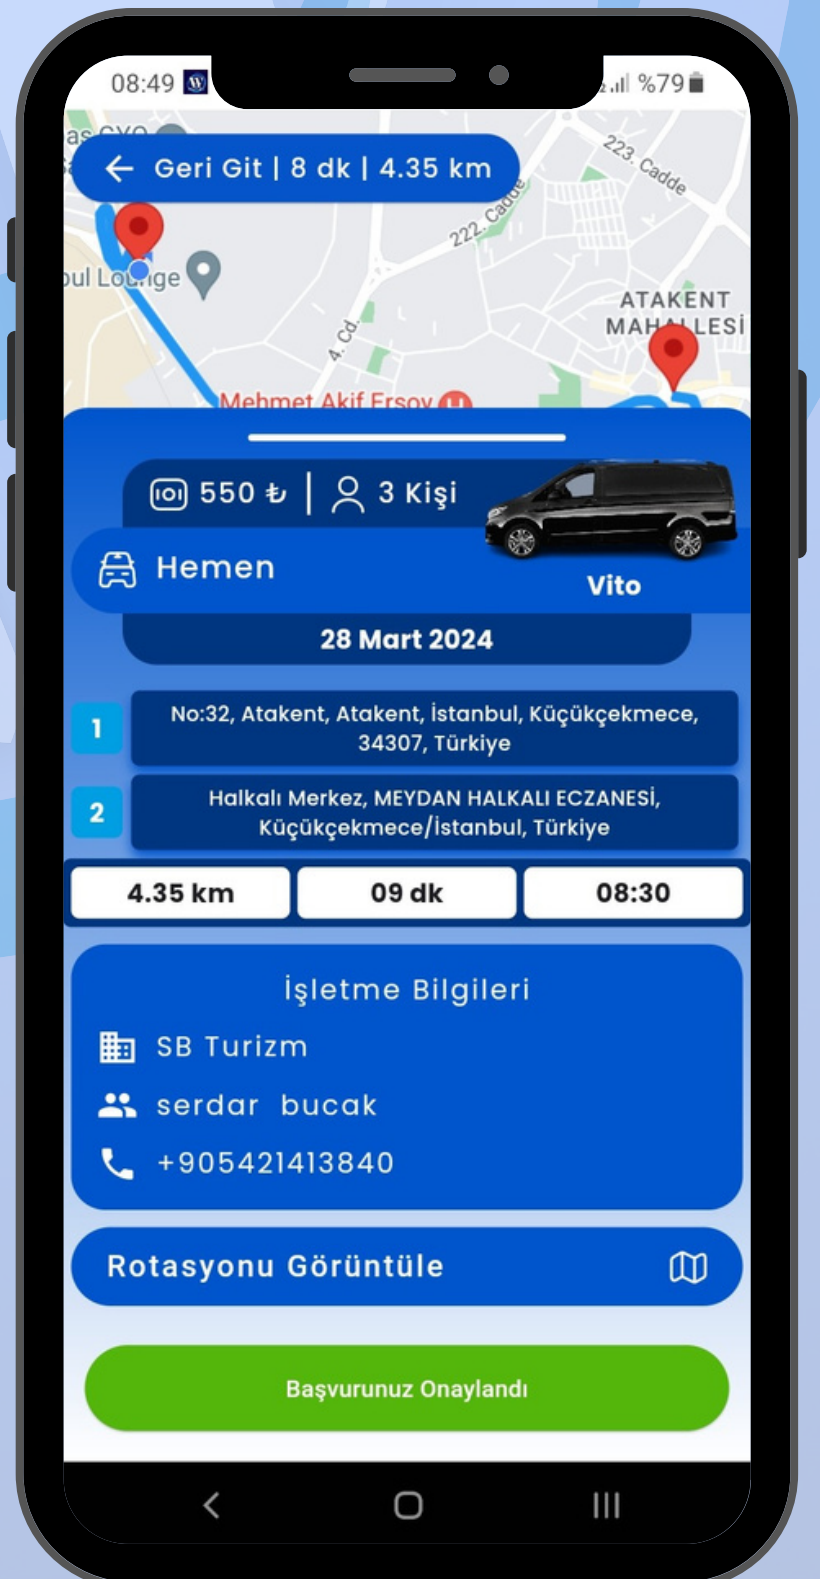 08:49 W
%79
as GYO
Geri Git | 8 dk | 4.35 km
223. Cadde
222. Cadde
oul Lounge
4. Cd.
ATAKENT
MAHALLESİ
Mehmet Akif Ersoy H
550 ₺ | 3 Kişi
Hemen
Vito
28 Mart 2024
1
No:32, Atakent, Atakent, İstanbul, Küçükçekmece,
34307, Türkiye
2
Halkalı Merkez, MEYDAN HALKALI ECZANESİ,
Küçükçekmece/İstanbul, Türkiye
4.35 km
09 dk
08:30
İşletme Bilgileri
SB Turizm
serdar bucak
+905421413840
Rotasyonu Görüntüle
Başvurunuz Onaylandı